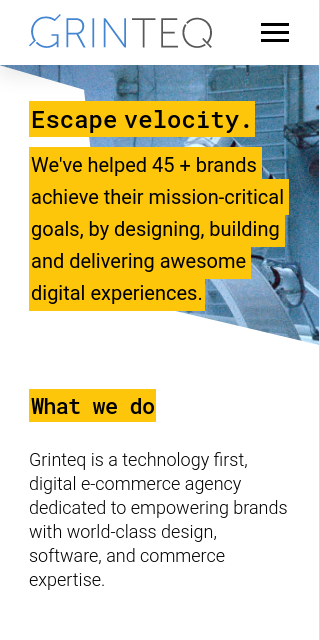 GRINTEQ
Escape velocity.
We've helped 45 + brands
achieve their mission-critical
goals, by designing, building
and delivering awesome
digital experiences.
What we do
Grinteq is a technology first,
digital e-commerce agency
dedicated to empowering brands
with world-class design,
software, and commerce
expertise.